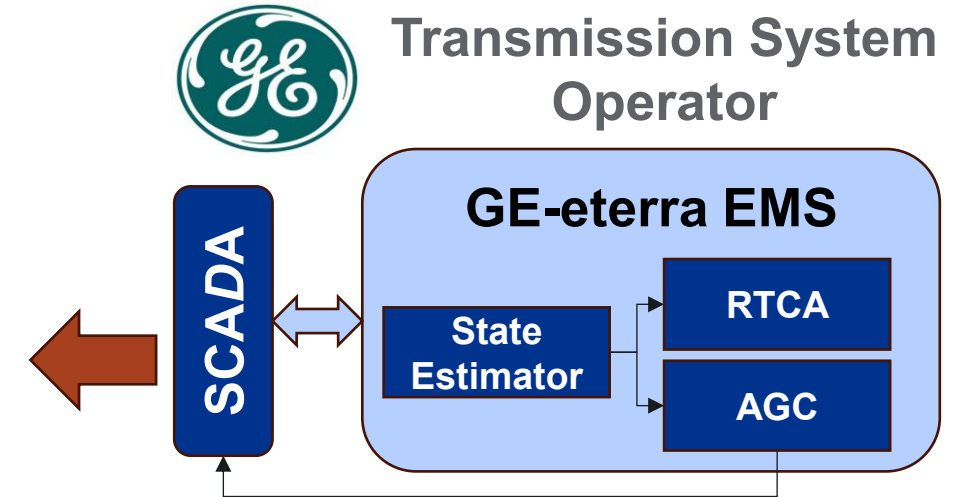 GE
Transmission System
Operator
GE-eterra EMS
SCADA
State
Estimator
RTCA
AGC